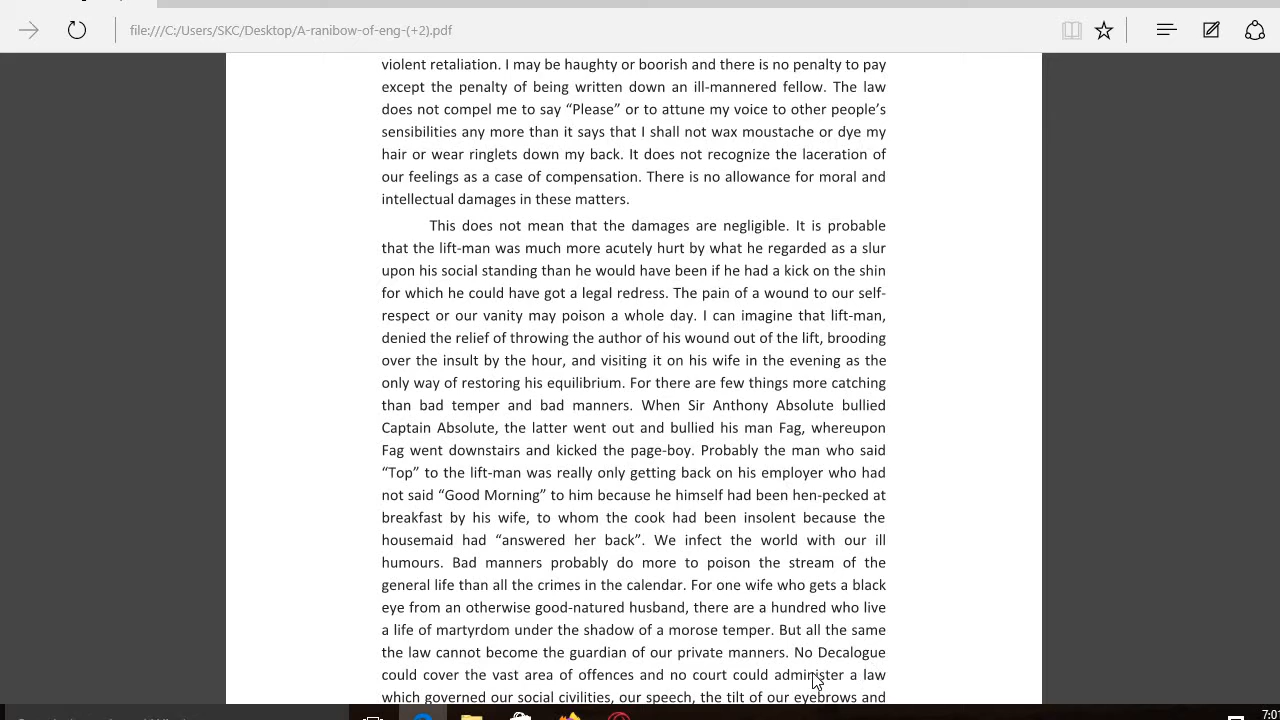 file:///C:/Users/SKC/Desktop/A-ranibow-of-eng-(+2).pdf
violent retaliation. I may be haughty or boorish and there is no penalty to pay
except the penalty of being written down an ill-mannered fellow. The law
does not compel me to say “Please” or to attune my voice to other people’s
sensibilities any more than it says that I shall not wax moustache or dye my
hair or wear ringlets down my back. It does not recognize the laceration of
our feelings as a case of compensation. There is no allowance for moral and
intellectual damages in these matters.
This does not mean that the damages are negligible. It is probable
that the lift-man was much more acutely hurt by what he regarded as a slur
upon his social standing than he would have been if he had a kick on the shin
for which he could have got a legal redress. The pain of a wound to our self-
respect or our vanity may poison a whole day. I can imagine that lift-man,
denied the relief of throwing the author of his wound out of the lift, brooding
over the insult by the hour, and visiting it on his wife in the evening as the
only way of restoring his equilibrium. For there are few things more catching
than bad temper and bad manners. When Sir Anthony Absolute bullied
Captain Absolute, the latter went out and bullied his man Fag, whereupon
Fag went downstairs and kicked the page-boy. Probably the man who said
“Top” to the lift-man was really only getting back on his employer who had
not said “Good Morning” to him because he himself had been hen-pecked at
breakfast by his wife, to whom the cook had been insolent because the
housemaid had “answered her back”. We infect the world with our ill
humours. Bad manners probably do more to poison the stream of the
general life than all the crimes in the calendar. For one wife who gets a black
eye from an otherwise good-natured husband, there are a hundred who live
a life of martyrdom under the shadow of a morose temper. But all the same
the law cannot become the guardian of our private manners. No Decalogue
could cover the vast area of offences and no court could administer a law
which governed our social civilities, our speech, the tilt of our eyebrows and